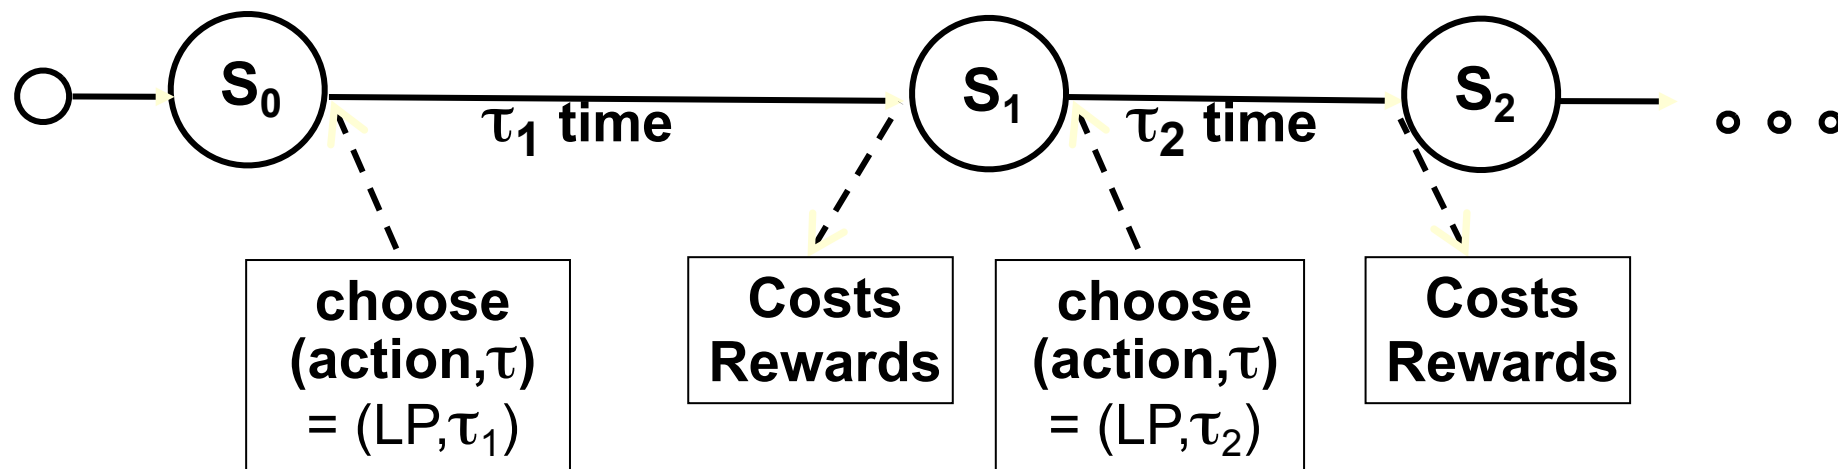 S₀
τ₁ time
S₁
τ₂ time
S₂
choose
(action,τ)
= (LP,τ₁)
Costs
Rewards
choose
(action,τ)
= (LP,τ₂)
Costs
Rewards